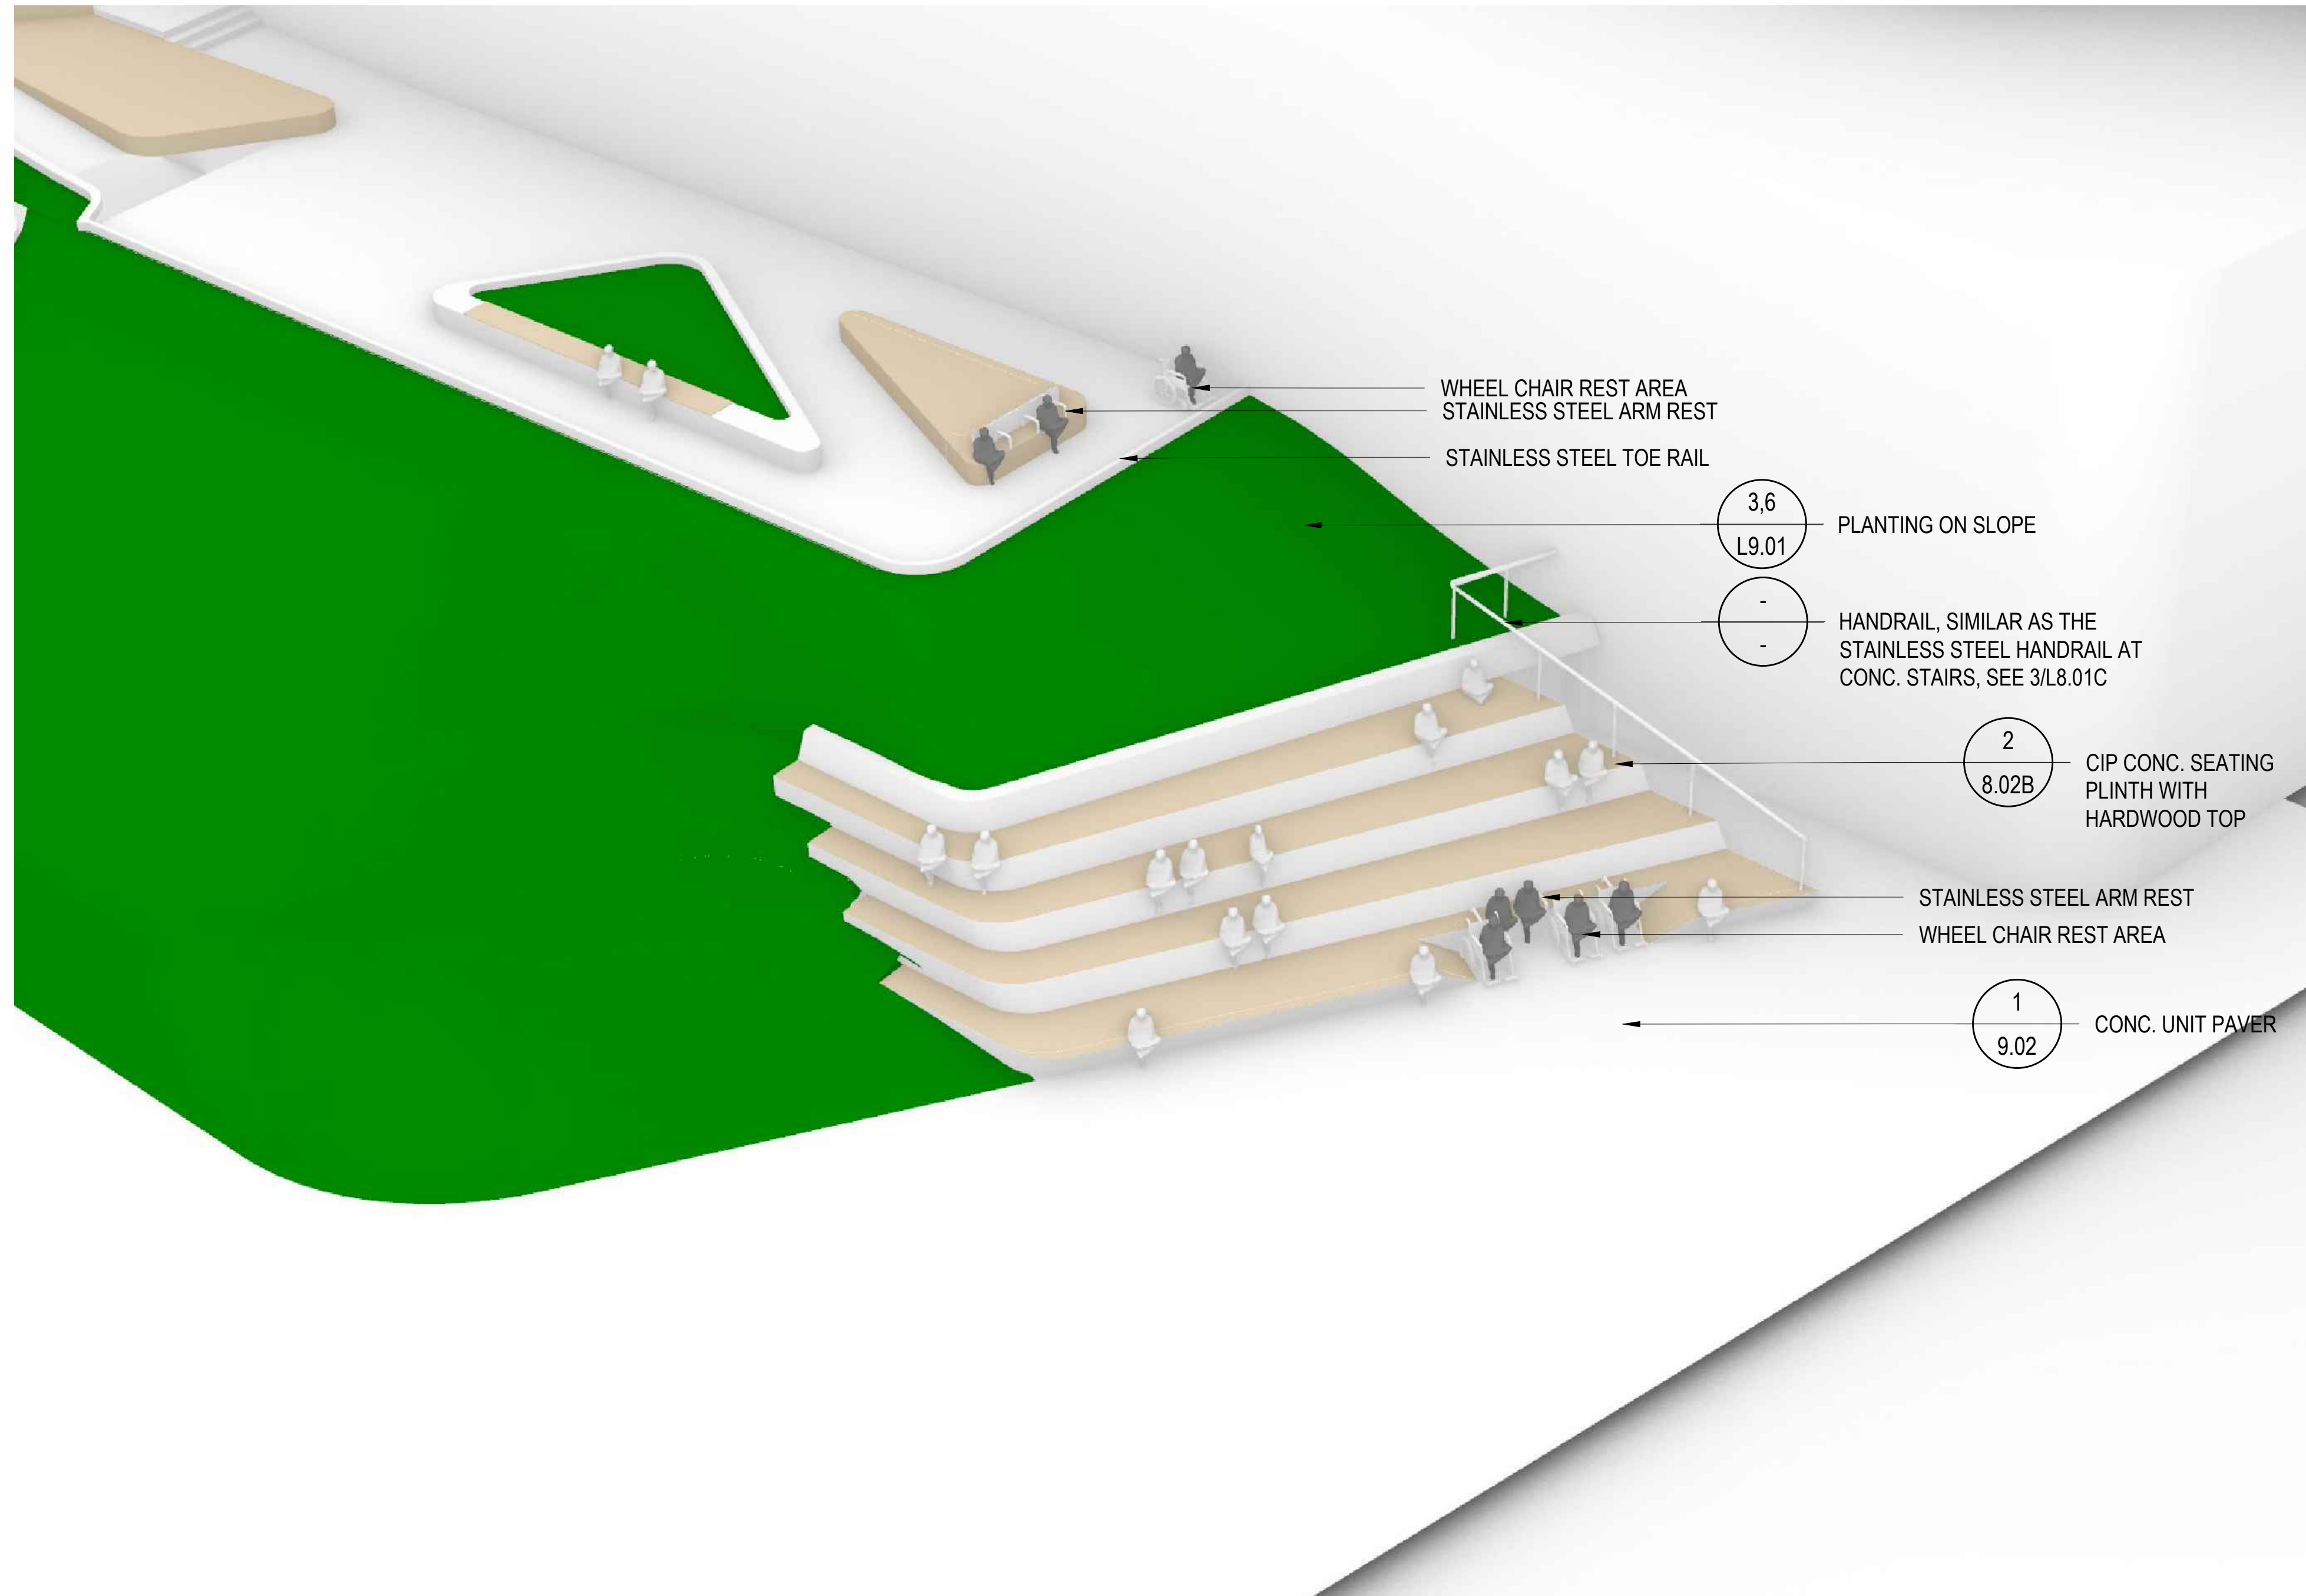 WHEEL CHAIR REST AREA
STAINLESS STEEL ARM REST
STAINLESS STEEL TOE RAIL
3,6
L9.01
PLANTING ON SLOPE
-
-
HANDRAIL, SIMILAR AS THE
STAINLESS STEEL HANDRAIL AT
CONC. STAIRS, SEE 3/L8.01C
2
8.02B
CIP CONC. SEATING
PLINTH WITH
HARDWOOD TOP
STAINLESS STEEL ARM REST
WHEEL CHAIR REST AREA
1
9.02
CONC. UNIT PAVER